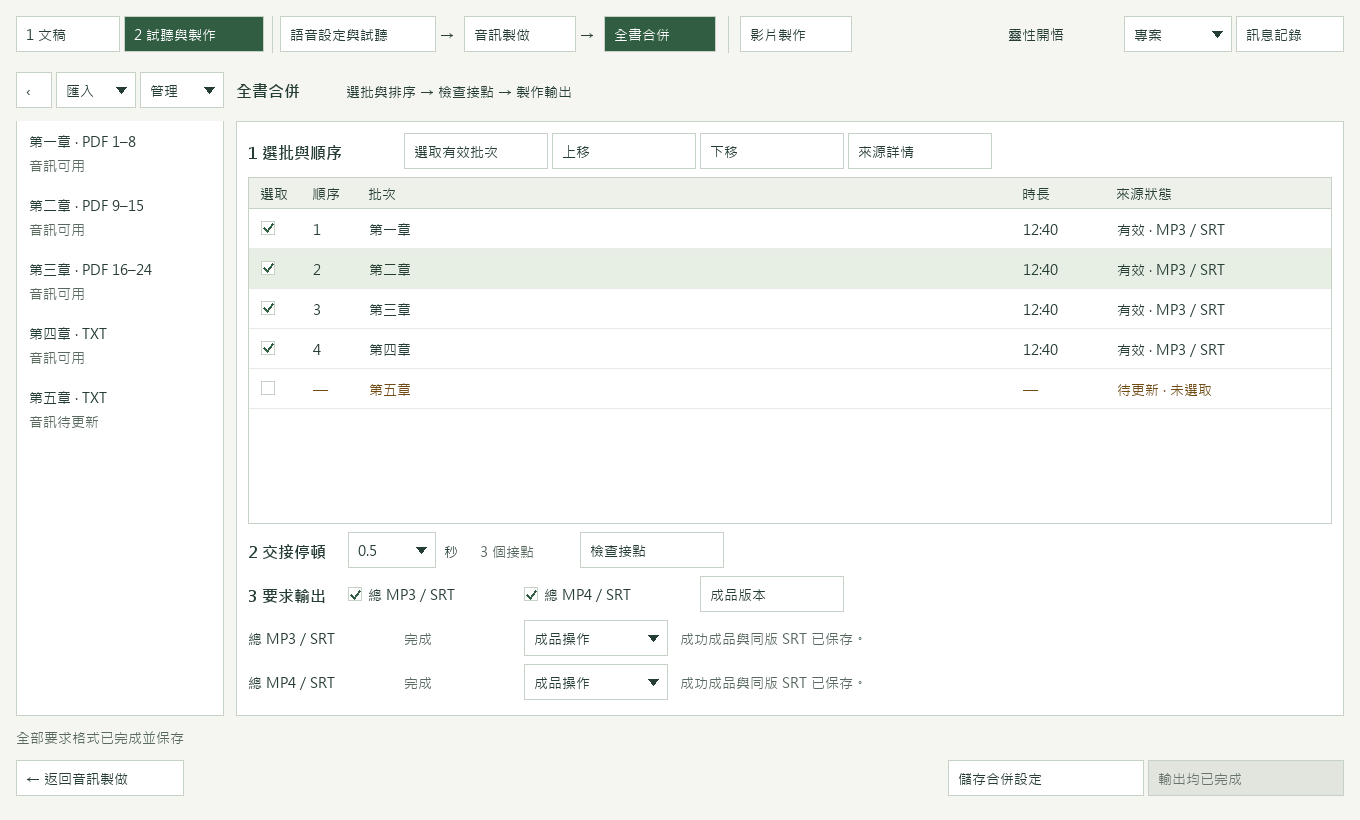 1 文稿 2 試聽與製作 語音設定與試聽 → 音訊製做 → 全書合併 影片製作 靈性開悟 專案 訊息記錄
‹ 匯入 管理 全書合併 選批與排序 → 檢查接點 → 製作輸出
第一章 · PDF 1–8
音訊可用
第二章 · PDF 9–15
音訊可用
第三章 · PDF 16–24
音訊可用
第四章 · TXT
音訊可用
第五章 · TXT
音訊待更新
1 選批與順序 選取有效批次 上移 下移 來源詳情
選取 順序 批次 時長 來源狀態
1 第一章 12:40 有效 · MP3 / SRT
2 第二章 12:40 有效 · MP3 / SRT
3 第三章 12:40 有效 · MP3 / SRT
4 第四章 12:40 有效 · MP3 / SRT
— 第五章 — 待更新 · 未選取
2 交接停頓 0.5 秒 3 個接點 檢查接點
3 要求輸出 總 MP3 / SRT 總 MP4 / SRT 成品版本
總 MP3 / SRT 完成 成品操作 成功成品與同版 SRT 已保存。
總 MP4 / SRT 完成 成品操作 成功成品與同版 SRT 已保存。
全部要求格式已完成並保存
← 返回音訊製做 儲存合併設定 輸出均已完成